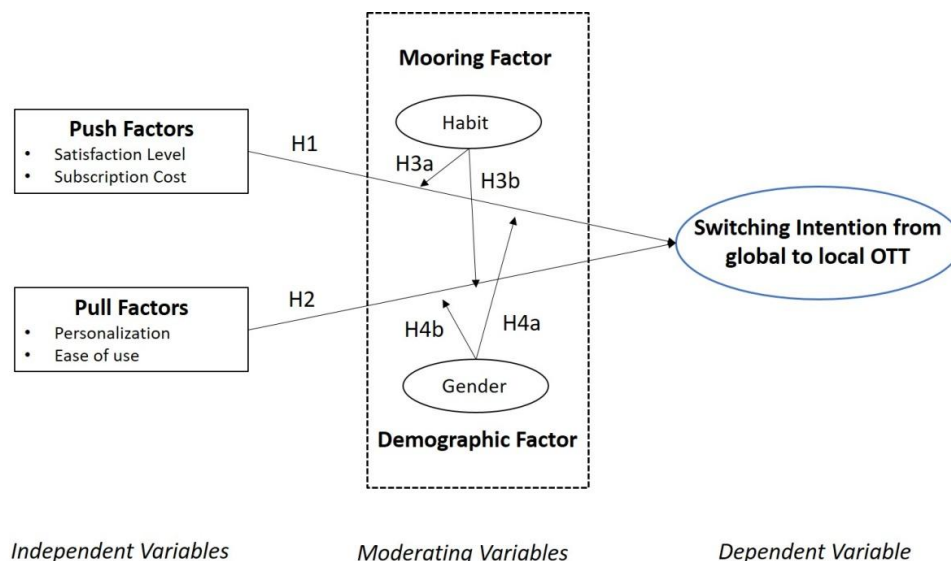 Mooring Factor
Push Factors
• Satisfaction Level
• Subscription Cost
H1
Habit
H3a
H3b
Switching Intention from
global to local OTT
Pull Factors
• Personalization
• Ease of use
H2
H4b
H4a
Gender
Demographic Factor
Independent Variables
Moderating Variables
Dependent Variable